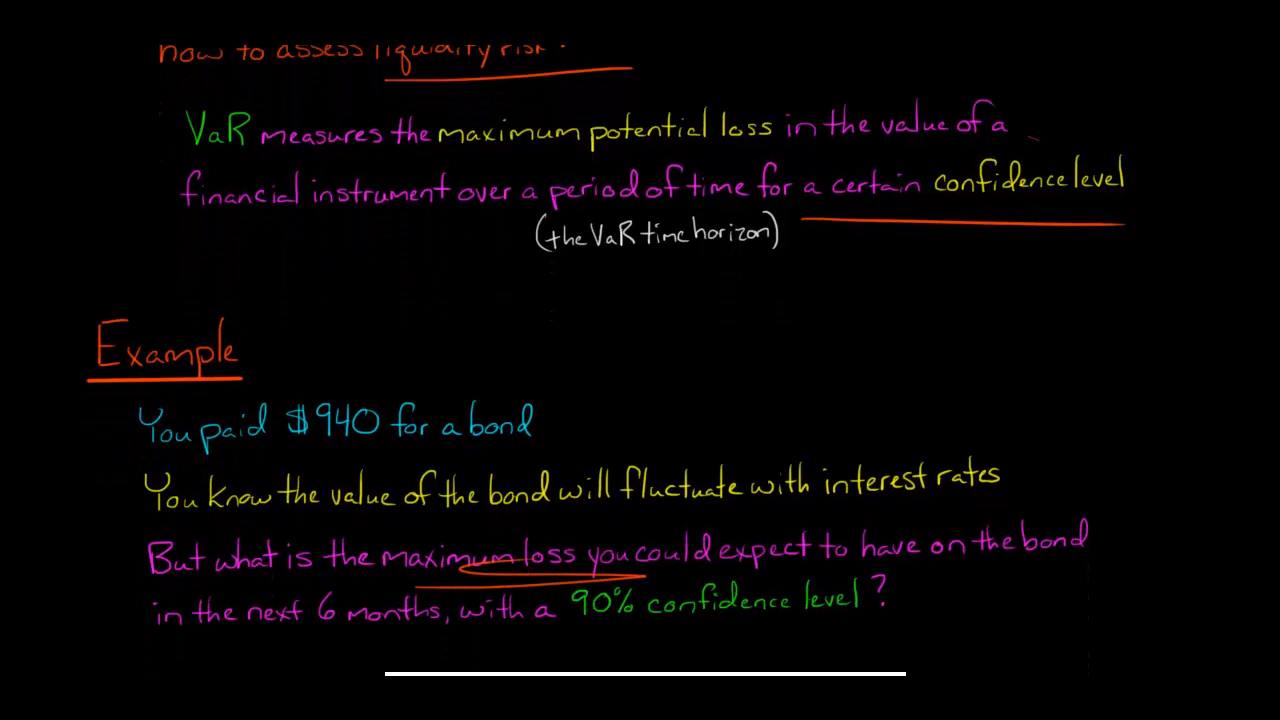 now to assess liquidity risk.
VaR measures the maximum potential loss in the value of a
financial instrument over a period of time for a certain confidence level
(the VaR time horizon)
Example
You paid $940 for a bond
You know the value of the bond will fluctuate with interest rates
But what is the maximum loss you could expect to have on the bond
in the next 6 months, with a 90% confidence level?